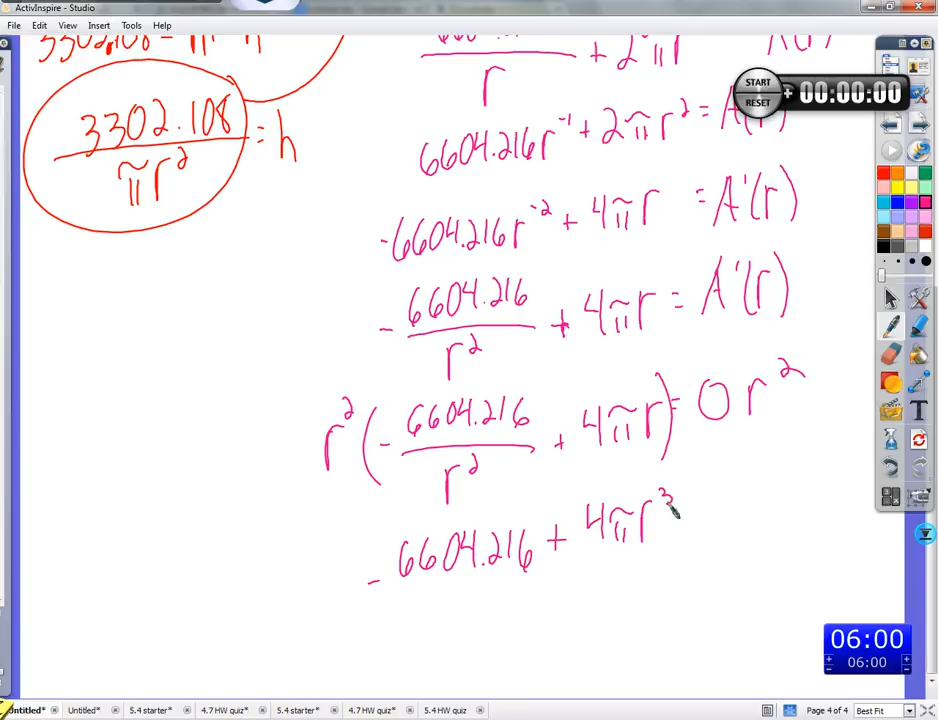 ActivInspire - Studio
File Edit View Insert Tools Help
3302.108 = π h
3302.108
πr² = h
r + 2πr A(r)
START
RESET
00:00:00
6604.216r⁻¹ + 2πr² = A(r)
-6604.216r⁻² + 4πr = A'(r)
- 6604.216
r² + 4πr = A'(r)
r² (- 6604.216
r² + 4πr) = 0 r²
- 6604.216 + 4πr³
06:00
06:00
Untitled* Untitled* 5.4 starter* 4.7 HW quiz* 5.4 starter* 4.7 HW quiz* 5.4 HW quiz
Page 4 of 4 Best Fit